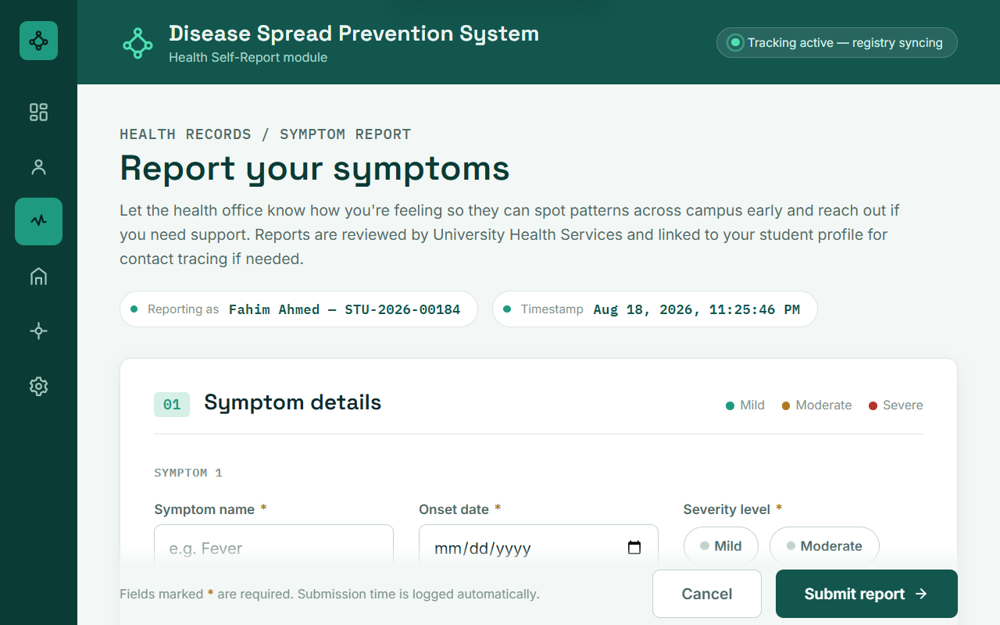 Disease Spread Prevention System
Health Self-Report module
Tracking active — registry syncing
HEALTH RECORDS / SYMPTOM REPORT
Report your symptoms
Let the health office know how you're feeling so they can spot patterns across campus early and reach out if
you need support. Reports are reviewed by University Health Services and linked to your student profile for
contact tracing if needed.
Reporting as Fahim Ahmed — STU-2026-00184
Timestamp Aug 18, 2026, 11:25:46 PM
01 Symptom details
Mild Moderate Severe
SYMPTOM 1
Symptom name * Onset date * Severity level *
e.g. Fever mm/dd/yyyy Mild Moderate
Fields marked * are required. Submission time is logged automatically.
Cancel Submit report →